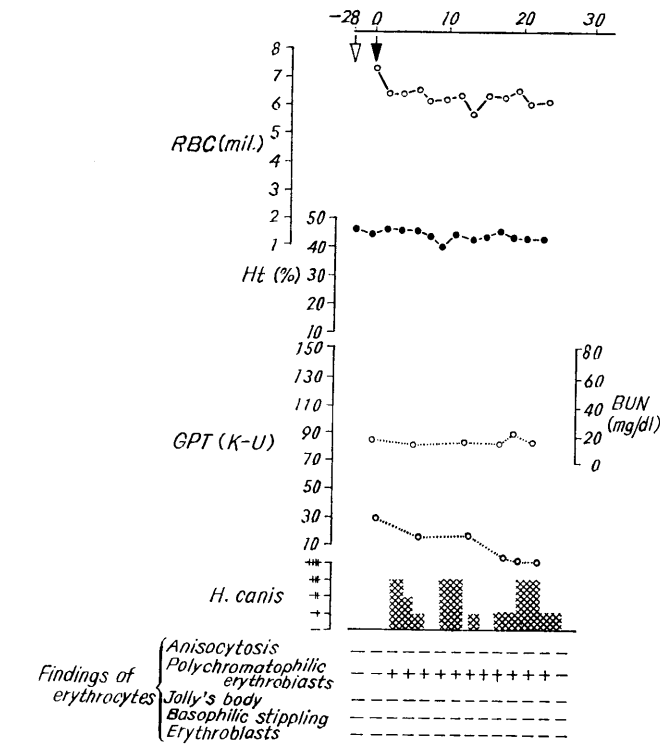 -28 0 10 20 30
8
7
6
RBC (mil.) 5
4
3
2
1
50
40
Ht (%) 30
20
10
150
130
110
GPT (K-U) 90
70
50
30
10
80
60
BUN 40
(mg/dl)
20
0
H. canis
Findings of erythrocytes
Anisocytosis – – – – – – – – – – – – – –
Polychromatophilic
erythrobiasts – – + + + + + + + + + + + + – –
Jolly's body – – – – – – – – – – – – – –
Basophilic stippling – – – – – – – – – – – – – –
Erythroblasts – – – – – – – – – – – – – –